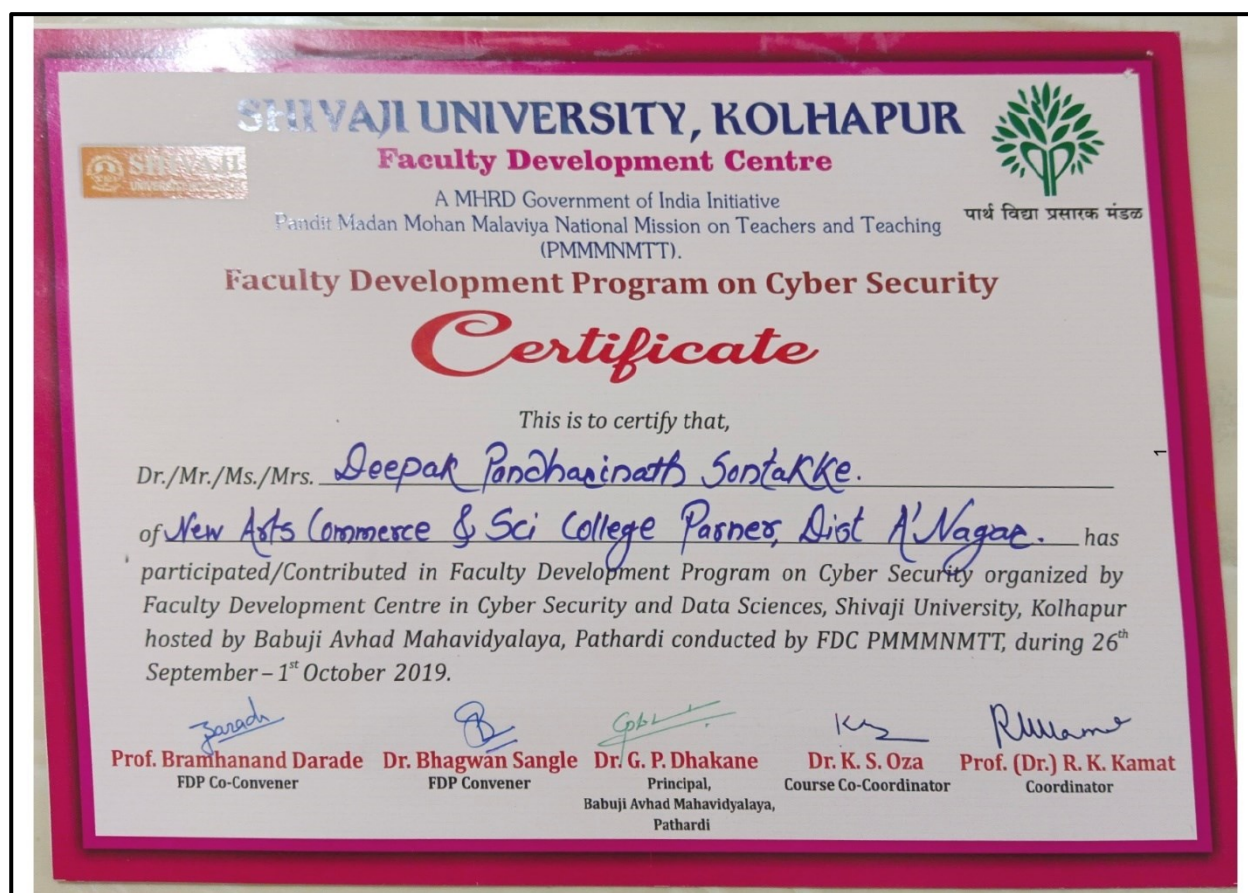 SHIVAJI UNIVERSITY, KOLHAPUR
SHIVAJI
UNIVERSITY
Faculty Development Centre
A MHRD Government of India Initiative
Pandit Madan Mohan Malaviya National Mission on Teachers and Teaching
(PMMMNMTT).
पार्थ विद्या प्रसारक मंडळ
Faculty Development Program on Cyber Security
Certificate
This is to certify that,
Dr./Mr./Ms./Mrs. Deepak Pandharinath Sontakke.
of New Arts Commerce & Sci College Parner, Dist A'Nagar. has
participated/Contributed in Faculty Development Program on Cyber Security organized by
Faculty Development Centre in Cyber Security and Data Sciences, Shivaji University, Kolhapur
hosted by Babuji Avhad Mahavidyalaya, Pathardi conducted by FDC PMMMNMTT, during 26th
September – 1st October 2019.
Prof. Bramhanand Darade Dr. Bhagwan Sangle Dr. G. P. Dhakane Dr. K. S. Oza Prof. (Dr.) R. K. Kamat
FDP Co-Convener FDP Convener Principal, Course Co-Coordinator Coordinator
Babuji Avhad Mahavidyalaya,
Pathardi
1